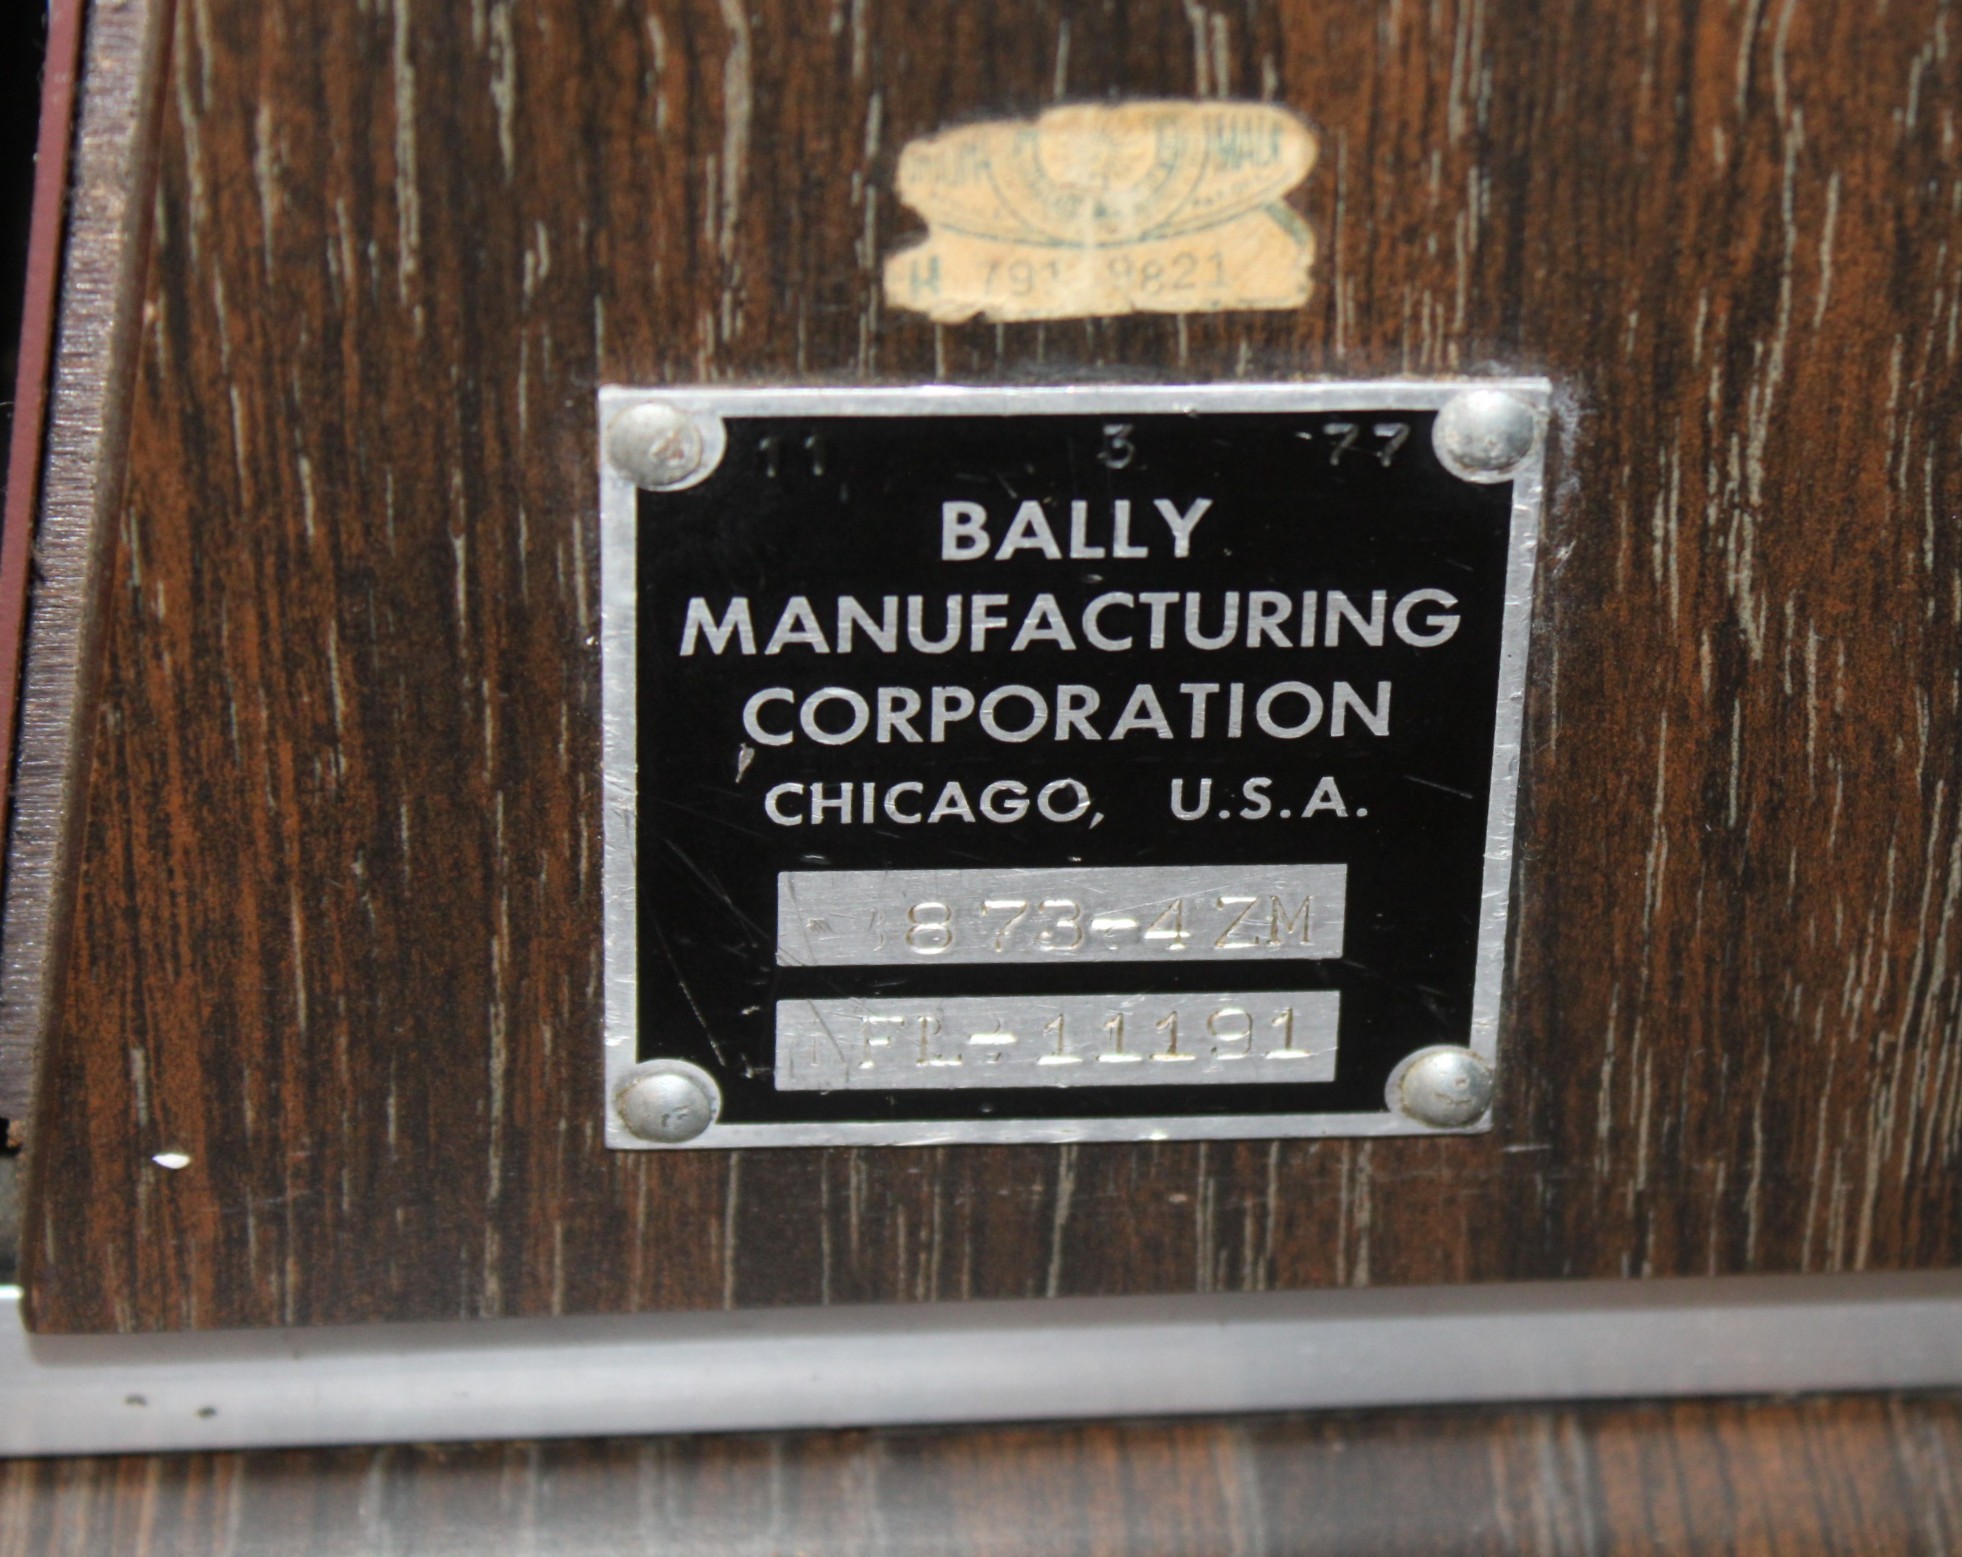 791 9821
11 3 77
BALLY
MANUFACTURING
CORPORATION
CHICAGO, U.S.A.
873-4ZM
FL-11191